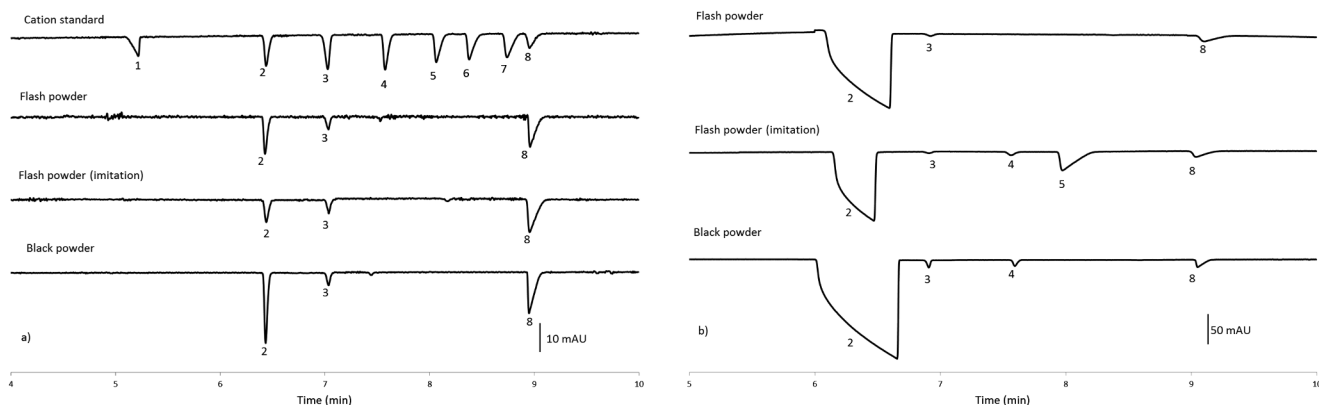 Cation standard
1 2 3 4 5 6 7 8
Flash powder
2 3 8
Flash powder (imitation)
2 3 8
Black powder
2 3 8
a)
10 mAU
4 5 6 7 8 9 10
Time (min)
Flash powder
2 3 8
Flash powder (imitation)
2 3 4 5 8
Black powder
2 3 4 8
b)
50 mAU
5 6 7 8 9 10
Time (min)